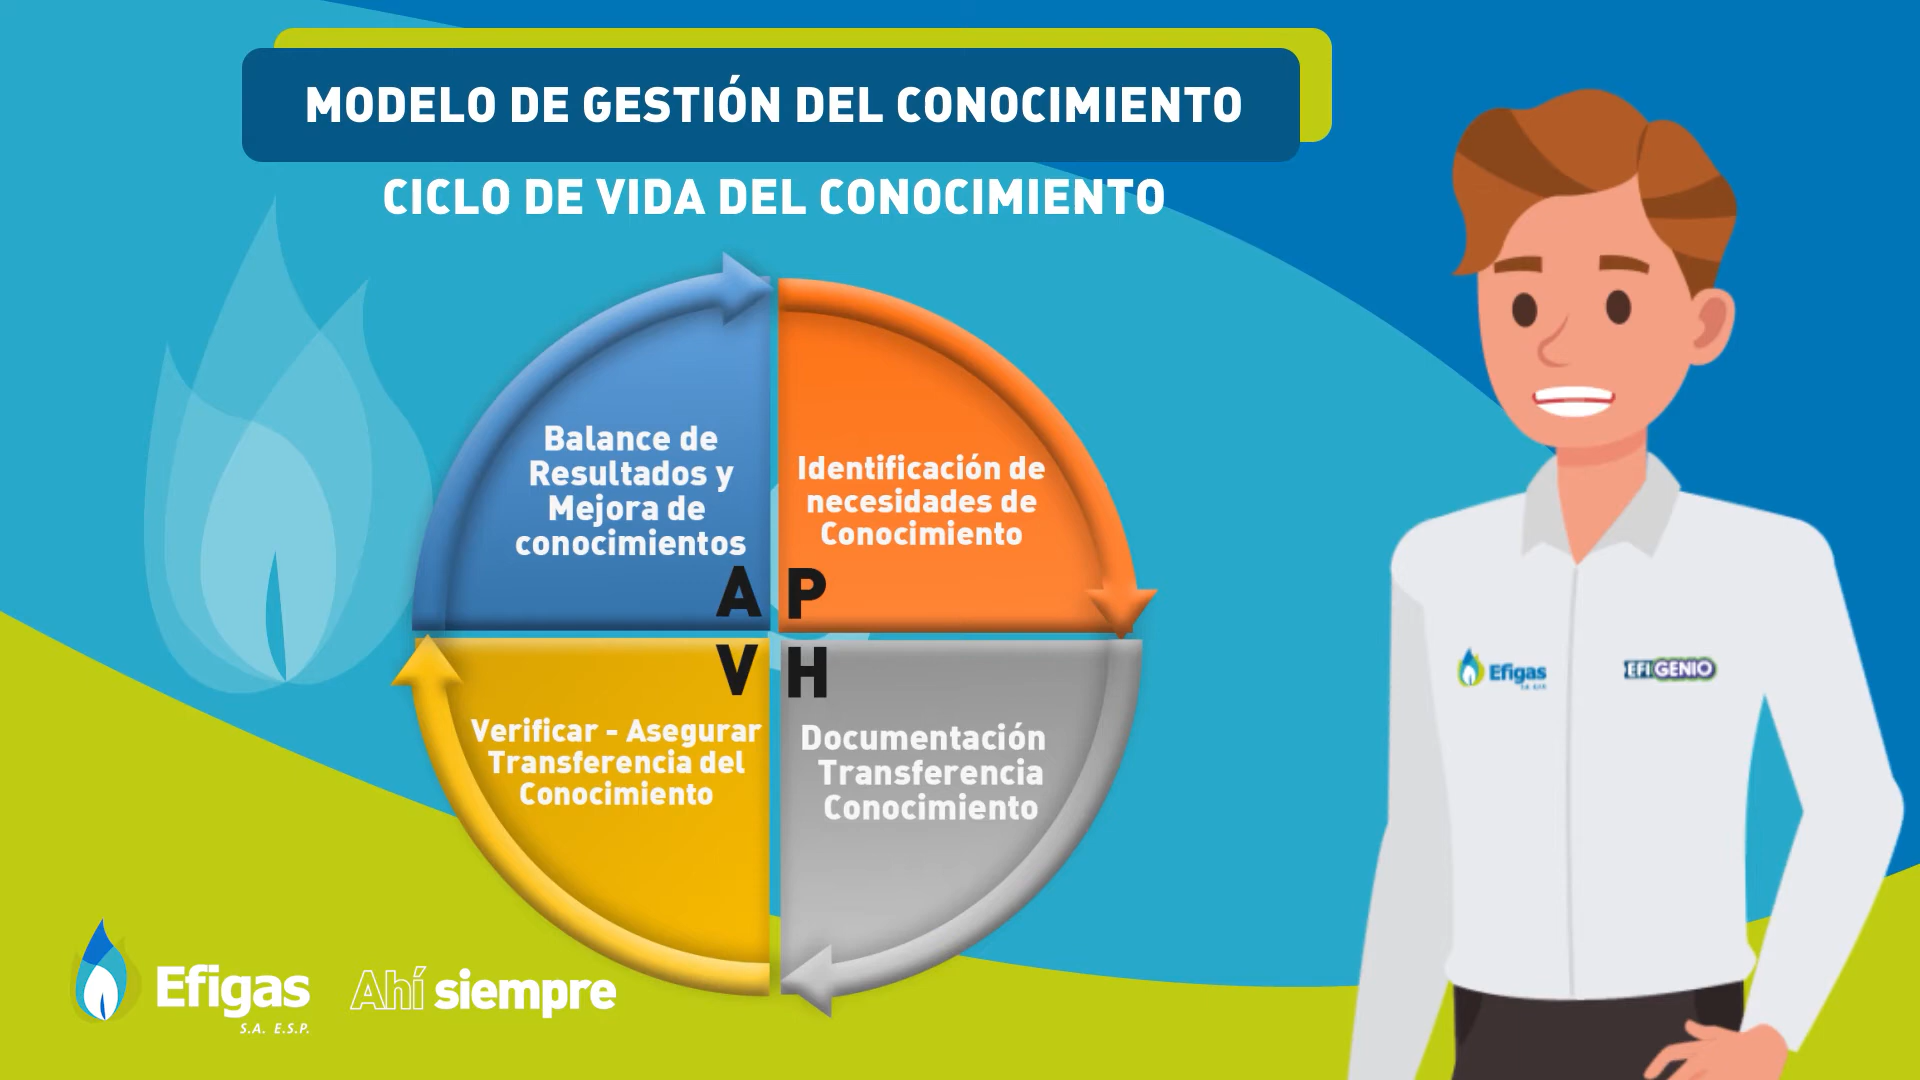 MODELO DE GESTIÓN DEL CONOCIMIENTO
CICLO DE VIDA DEL CONOCIMIENTO
Balance de
Resultados y
Mejora de
conocimientos
A
Identificación de
necesidades de
Conocimiento
P
V
Verificar - Asegurar
Transferencia del
Conocimiento
H
Documentación
Transferencia
Conocimiento
Efigas
S.A. E.S.P.
EFIGENIO
Efigas
S.A. E.S.P.
Ahí siempre